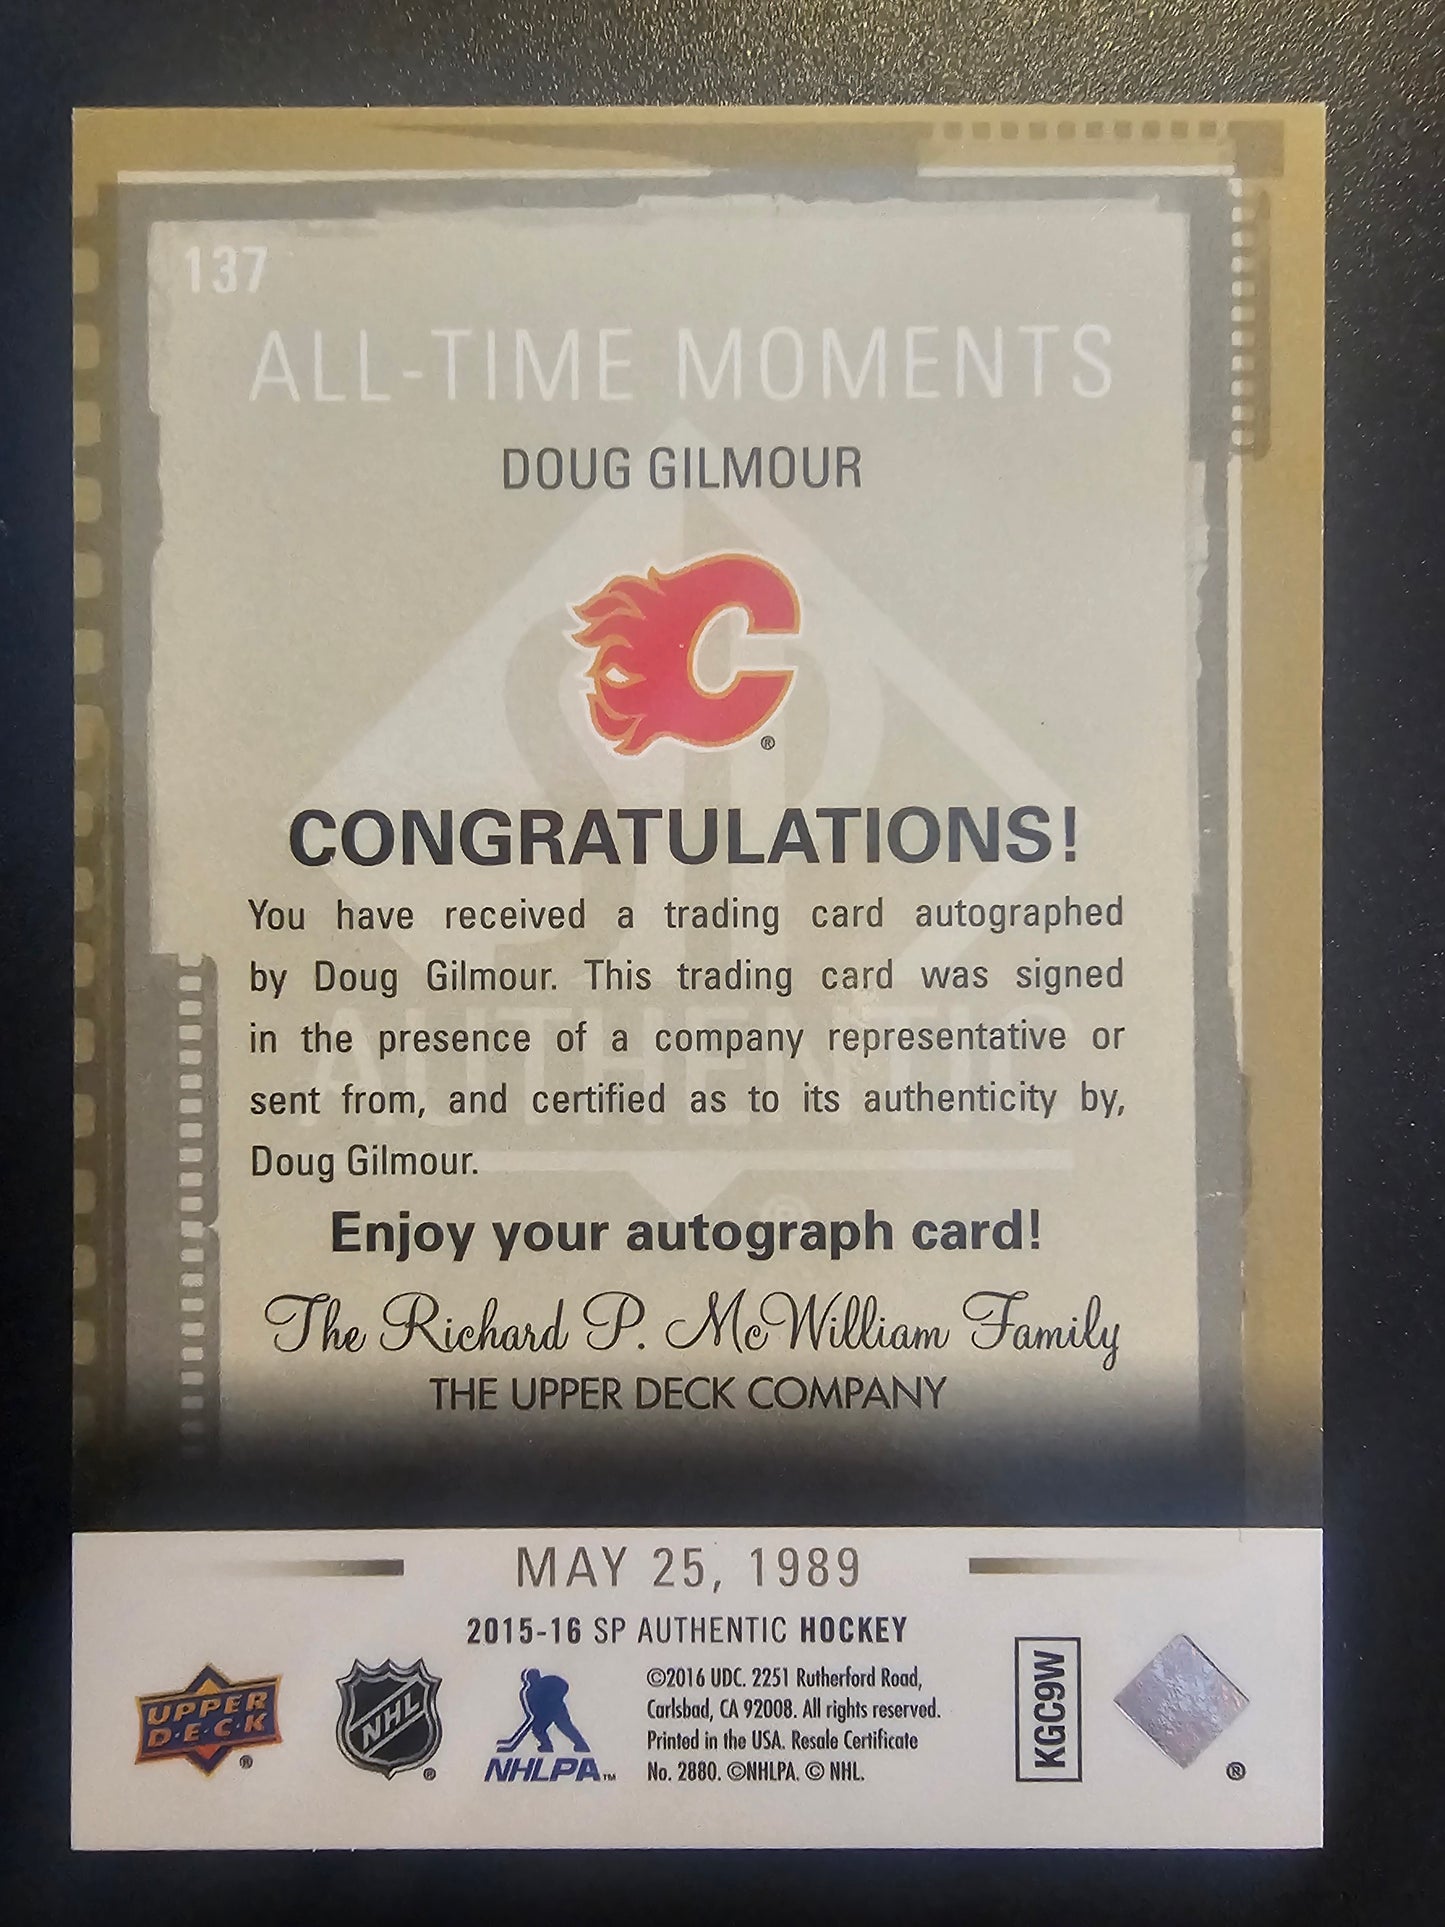 137
ALL-TIME MOMENTS
DOUG GILMOUR
®
CONGRATULATIONS!
You have received a trading card autographed
by Doug Gilmour. This trading card was signed
in the presence of a company representative or
sent from, and certified as to its authenticity by,
Doug Gilmour.
AUTHENTIC
®
Enjoy your autograph card!
The Richard P. McWilliam Family
THE UPPER DECK COMPANY
MAY 25, 1989
2015-16 SP AUTHENTIC HOCKEY
UPPER
D·E·C·K
®
NHL
®
NHLPA™
©2016 UDC. 2251 Rutherford Road,
Carlsbad, CA 92008. All rights reserved.
Printed in the USA. Resale Certificate
No. 2880. ©NHLPA. © NHL.
KGC9W
®